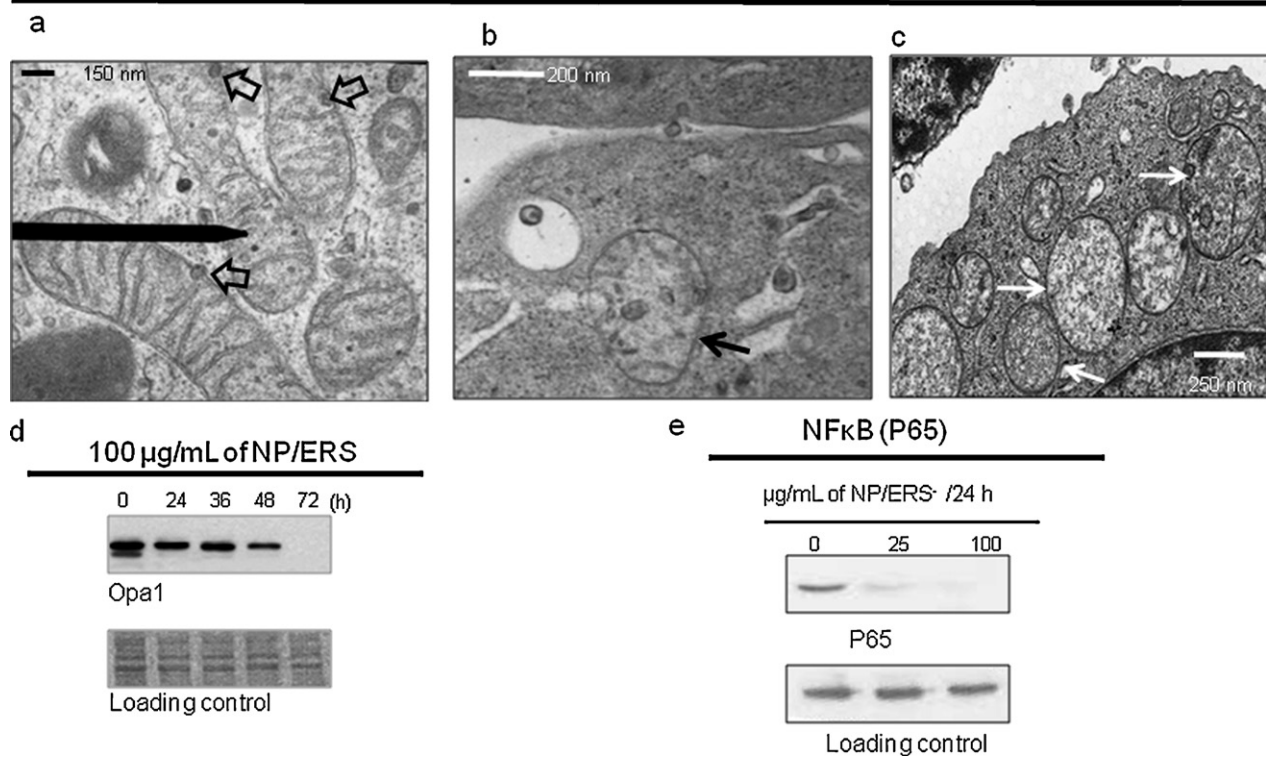 a
b
c
150 nm
200 nm
250 nm
d
100 µg/mL of NP/ERS
0 24 36 48 72 (h)
Opa1
Loading control
e
NFκB (P65)
µg/mL of NP/ERS- /24 h
0 25 100
P65
Loading control